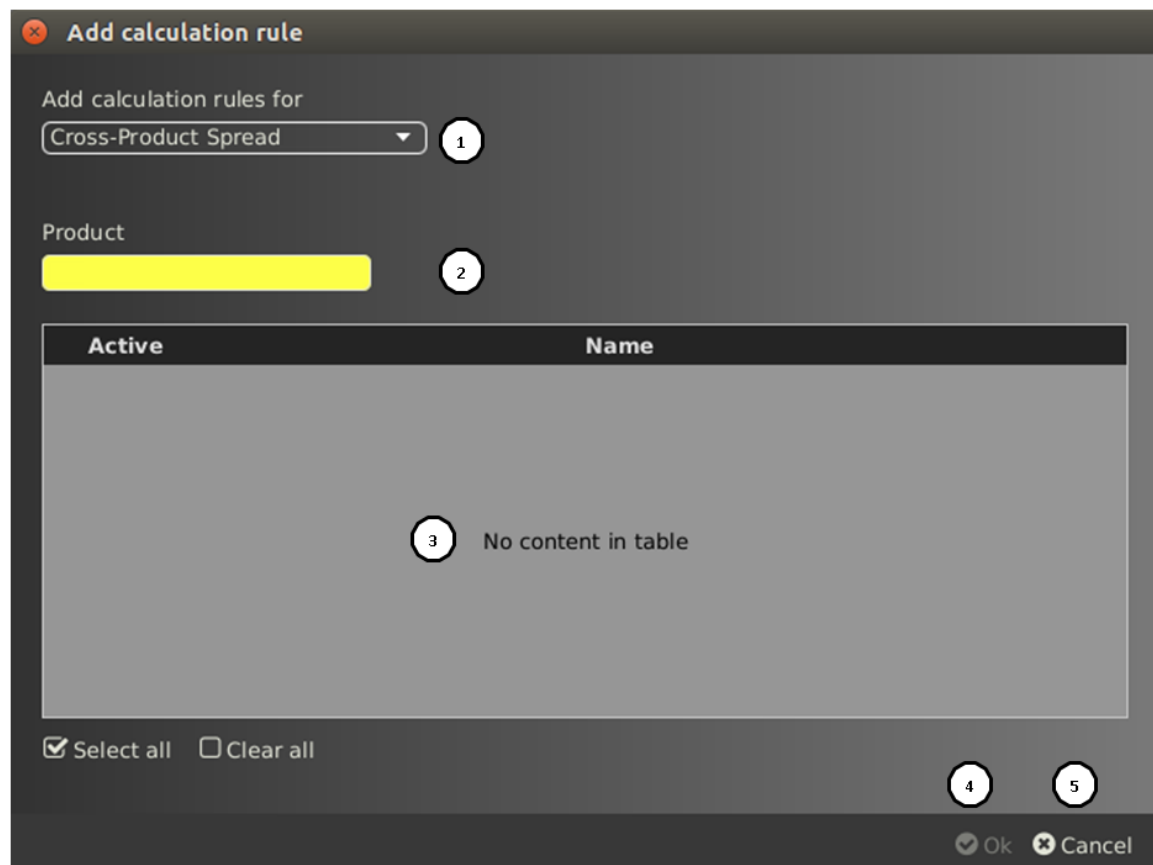 Add calculation rule
Add calculation rules for
Cross-Product Spread
1
Product
2
Active Name
3 No content in table
Select all Clear all
4 5
Ok Cancel